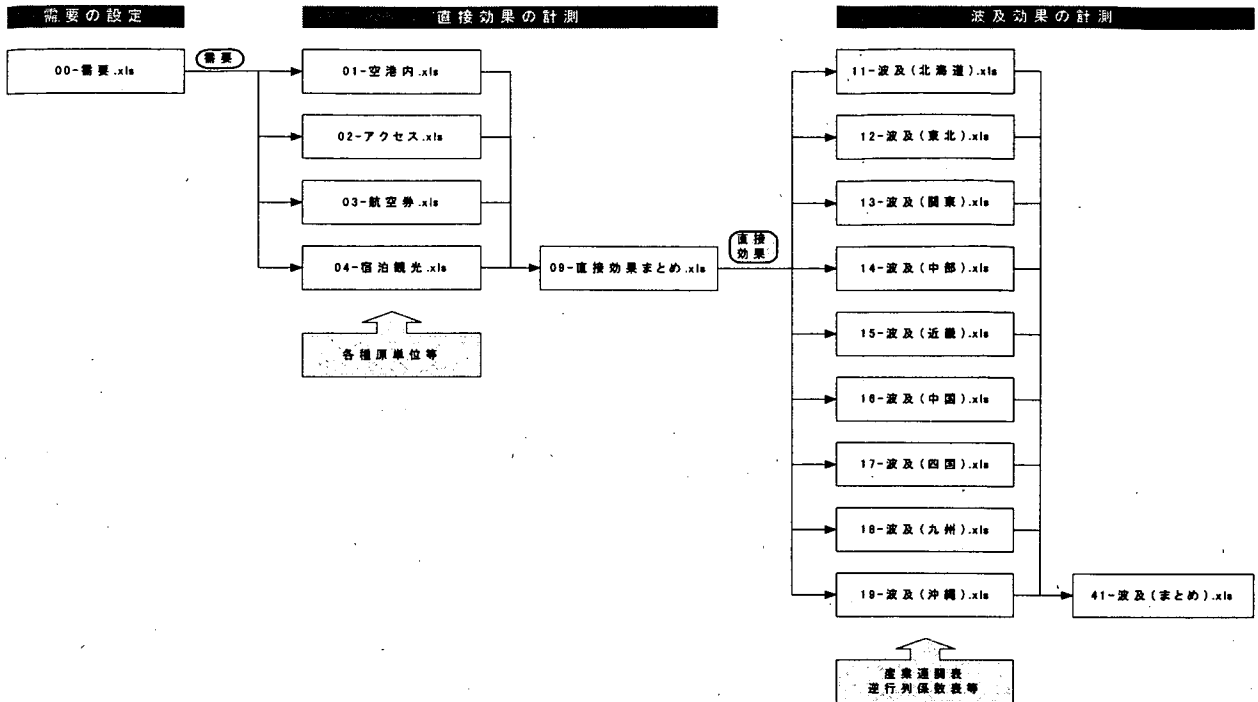 需要の設定
直接効果の計測
波及効果の計測
00-需要.xls
需要
01-空港内.xls
02-アクセス.xls
03-航空券.xls
04-宿泊観光.xls
各種原単位等
09-直接効果まとめ.xls
直接
効果
11-波及(北海道).xls
12-波及(東北).xls
13-波及(関東).xls
14-波及(中部).xls
15-波及(近畿).xls
16-波及(中国).xls
17-波及(四国).xls
18-波及(九州).xls
19-波及(沖縄).xls
41-波及(まとめ).xls
産業連関表
逆行列係数表等